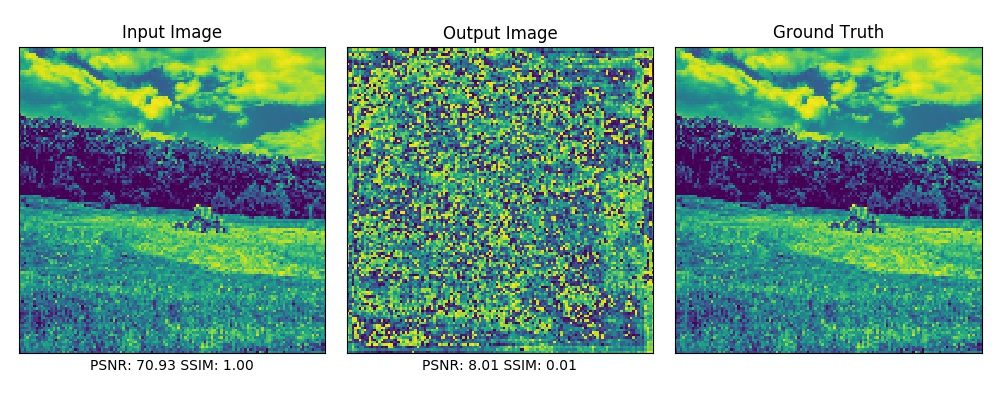 Input Image
Output Image
Ground Truth
PSNR: 70.93 SSIM: 1.00
PSNR: 8.01 SSIM: 0.01